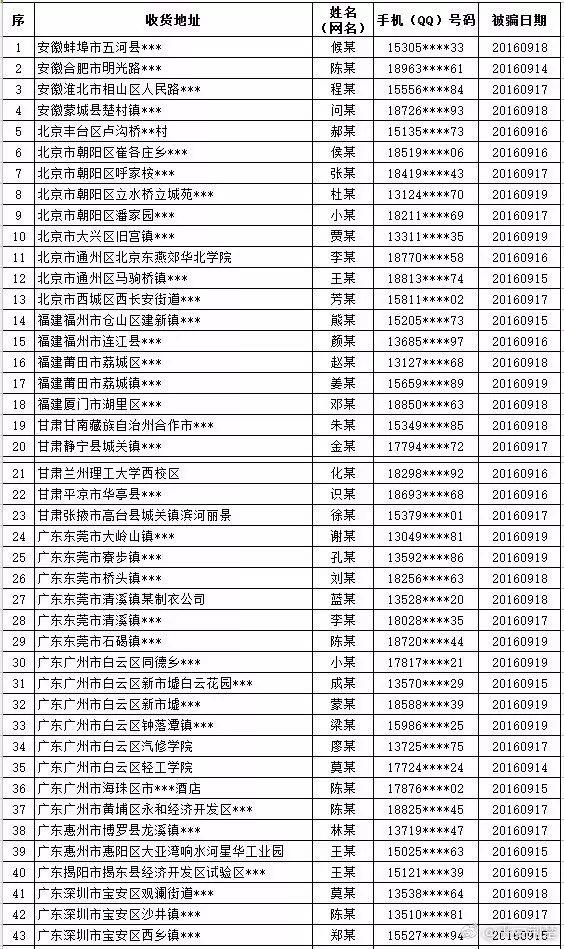 序 收货地址 姓名（网名） 手机（QQ）号码 被骗日期
1 安徽蚌埠市五河县*** 候某 15305****33 20160918
2 安徽合肥市明光路*** 陈某 18963****61 20160914
3 安徽淮北市相山区人民路*** 程某 15556****84 20160917
4 安徽蒙城县楚村镇*** 问某 18726****93 20160918
5 北京丰台区卢沟桥**村 郝某 15135****73 20160916
6 北京市朝阳区崔各庄乡*** 侯某 18519****06 20160916
7 北京市朝阳区呼家桉*** 张某 18419****43 20160917
8 北京市朝阳区立水桥立城苑*** 杜某 13124****70 20160919
9 北京市朝阳区潘家园*** 小某 18211****69 20160917
10 北京市大兴区旧宫镇*** 贾某 13311****35 20160919
11 北京市通州区北京东燕郊华北学院 李某 18770****58 20160916
12 北京市通州区马驹桥镇*** 王某 18813****74 20160915
13 北京市西城区西长安街道*** 芳某 15811****02 20160917
14 福建福州市仓山区建新镇*** 熊某 15205****73 20160915
15 福建福州市连江县*** 颜某 13685****97 20160916
16 福建莆田市荔城区*** 赵某 13127****68 20160919
17 福建莆田市荔城镇*** 姜某 15659****89 20160919
18 福建厦门市湖里区*** 邓某 18850****63 20160918
19 甘肃甘南藏族自治州合作市*** 朱某 15349****85 20160918
20 甘肃静宁县城关镇*** 金某 17794****72 20160917
21 甘肃兰州理工大学西校区 化某 18298****92 20160916
22 甘肃平京市华亭县*** 识某 18693****68 20160916
23 甘肃张掖市高台县城关镇滨河丽景 徐某 15379****01 20160917
24 广东东莞市大岭山镇*** 谢某 13049****81 20160919
25 广东东莞市寮步镇*** 孔某 13592****86 20160919
26 广东东莞市桥头镇*** 刘某 18256****63 20160918
27 广东东莞市清溪镇某制衣公司 蓝某 13528****20 20160918
28 广东东莞市清溪镇*** 李某 18028****35 20160917
29 广东东莞市石碣镇*** 陈某 18720****44 20160919
30 广东广州市白云区同德乡*** 小某 17817****21 20160919
31 广东广州市白云区新市墟白云花园*** 成某 13570****29 20160915
32 广东广州市白云区新市墟*** 蒙某 18588****39 20160919
33 广东广州市白云区钟落潭镇*** 梁某 15986****25 20160919
34 广东广州市白云区汽修学院 廖某 13725****75 20160917
35 广东广州市白云区轻工学院 莫某 17724****24 20160914
36 广东广州市海珠区市***酒店 陈某 17876****02 20160915
37 广东广州市黄埔区永和经济开发区*** 陈某 18825****45 20160917
38 广东惠州市博罗县龙溪镇*** 林某 13719****47 20160917
39 广东惠州市惠阳区大亚湾响水河星华工业园 王某 15025****63 20160915
40 广东揭阳市揭东县经济开发区试验区*** 王某 15121****39 20160915
41 广东深圳市宝安区观澜街道*** 莫某 13538****64 20160918
42 广东深圳市宝安区沙井镇*** 陈某 13510****81 20160917
43 广东深圳市宝安区西乡镇*** 郑某 15527****94 20160915